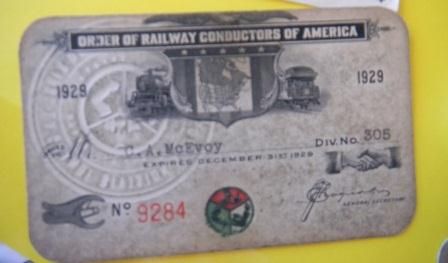 ORDER OF RAILWAY CONDUCTORS OF AMERICA
1929 1929
C.A. McEvoy DIV. NO. 305
EXPIRES DECEMBER 31ST 1929
GENERAL SECRETARY
Nº 9284